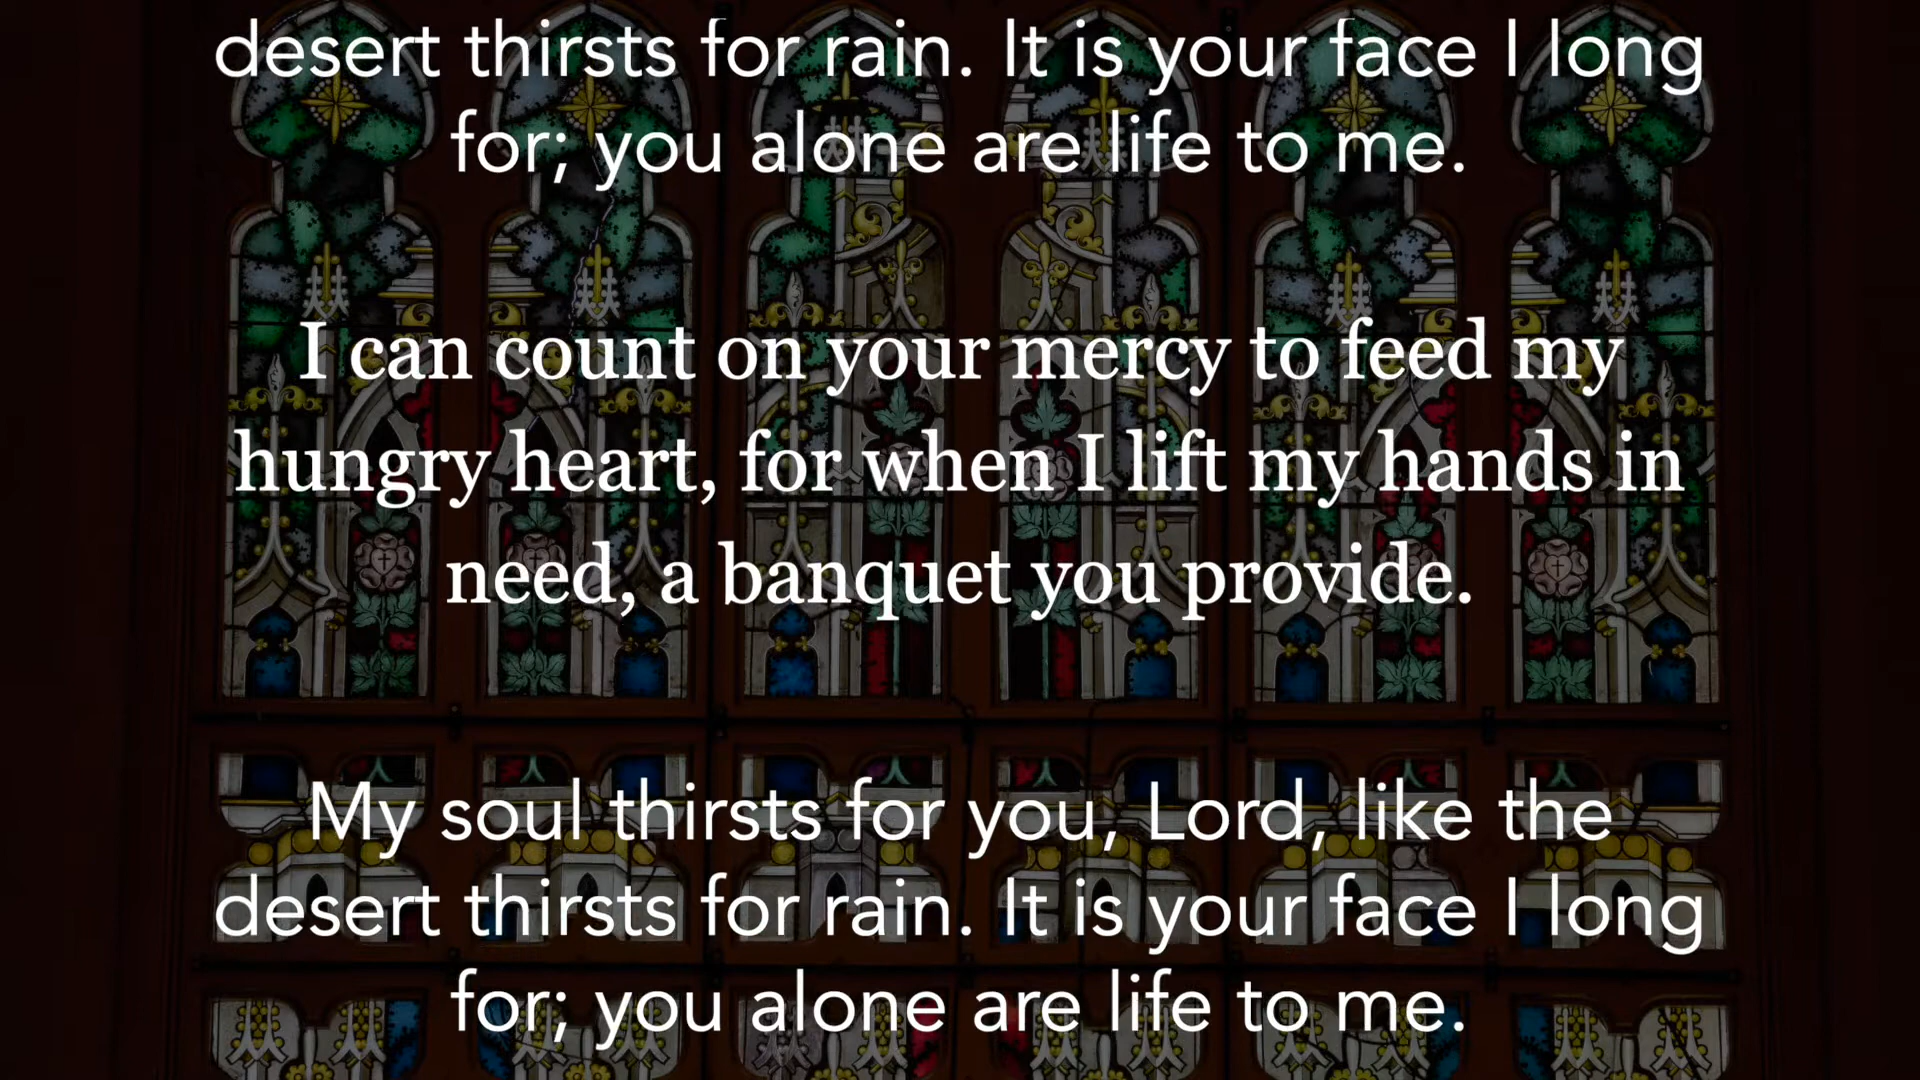 desert thirsts for rain. It is your face I long
for; you alone are life to me.
I can count on your mercy to feed my
hungry heart, for when I lift my hands in
need, a banquet you provide.
My soul thirsts for you, Lord, like the
desert thirsts for rain. It is your face I long
for; you alone are life to me.